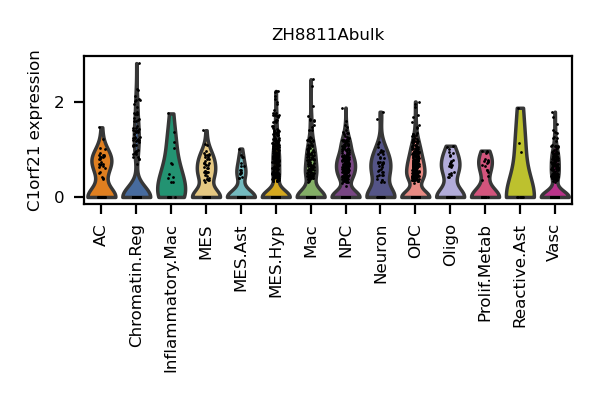 ZH8811Abulk
C1orf21 expression
2
0
AC
Chromatin.Reg
Inflammatory.Mac
MES
MES.Ast
MES.Hyp
Mac
NPC
Neuron
OPC
Oligo
Prolif.Metab
Reactive.Ast
Vasc